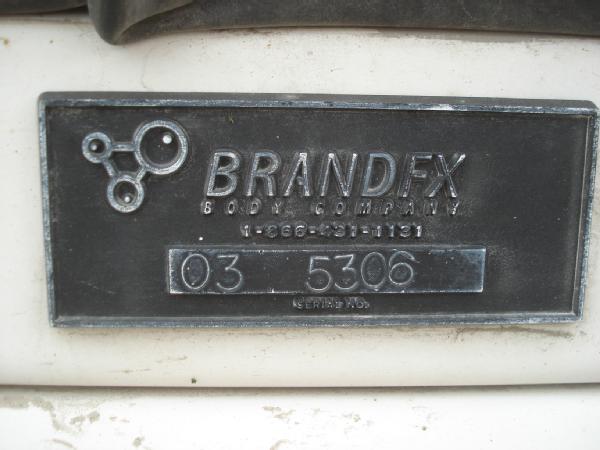 BRANDFX
BODY COMPANY
1-866-431-1131
03 5306
SERIAL NO.